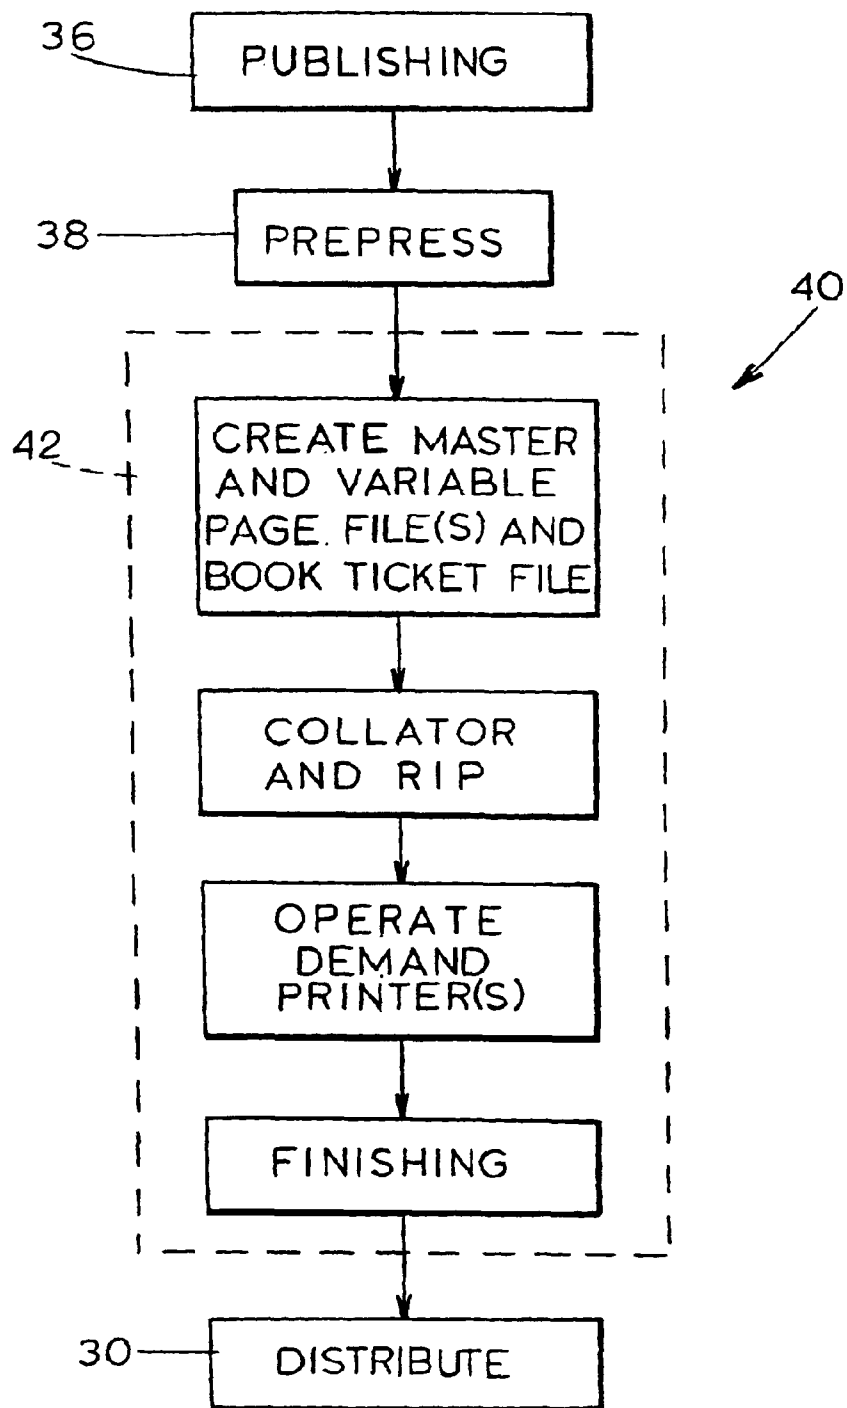 36
PUBLISHING
38
PREPRESS
40
42
CREATE MASTER
AND VARIABLE
PAGE. FILE(S) AND
BOOK TICKET FILE
COLLATOR
AND RIP
OPERATE
DEMAND
PRINTER(S)
FINISHING
30
DISTRIBUTE